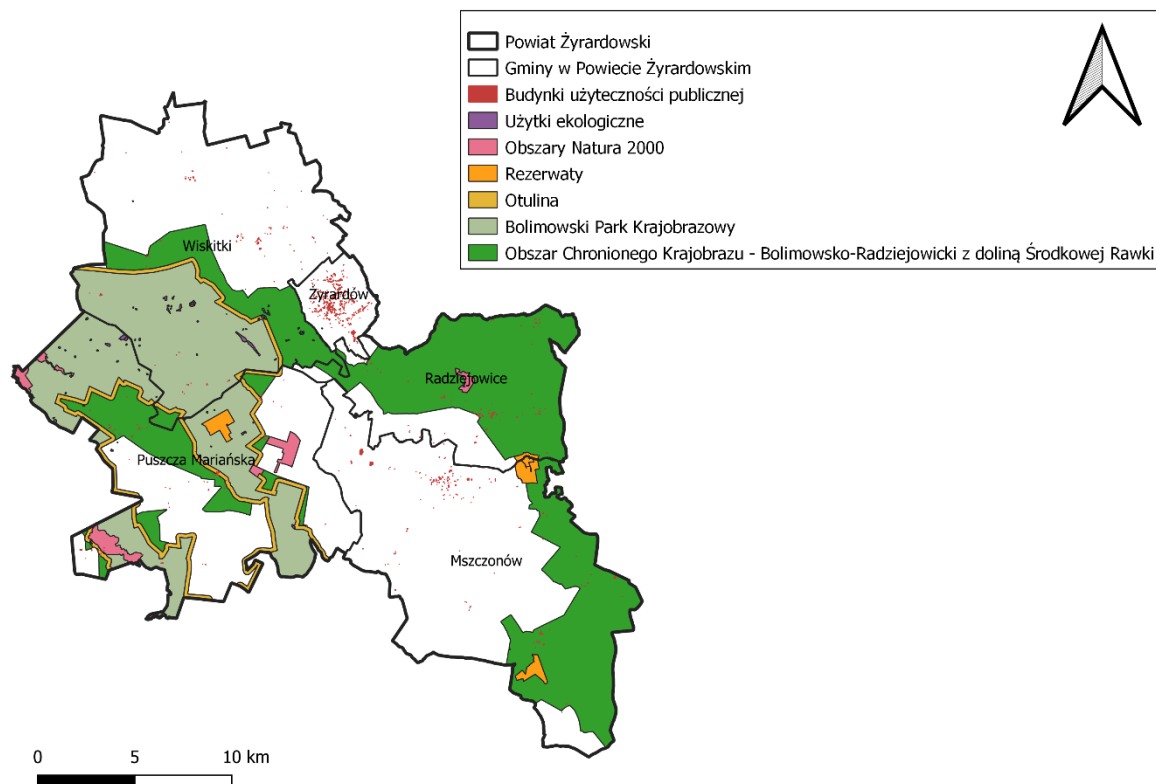 Powiat Żyrardowski
Gminy w Powiecie Żyrardowskim
Budynki użyteczności publicznej
Użytki ekologiczne
Obszary Natura 2000
Rezerwaty
Otulina
Bolimowski Park Krajobrazowy
Obszar Chronionego Krajobrazu - Bolimowsko-Radziejowicki z doliną Środkowej Rawki
Wiskitki
Żyrardów
Radziejowice
Puszcza Mariańska
Mszczonów
0 5 10 km